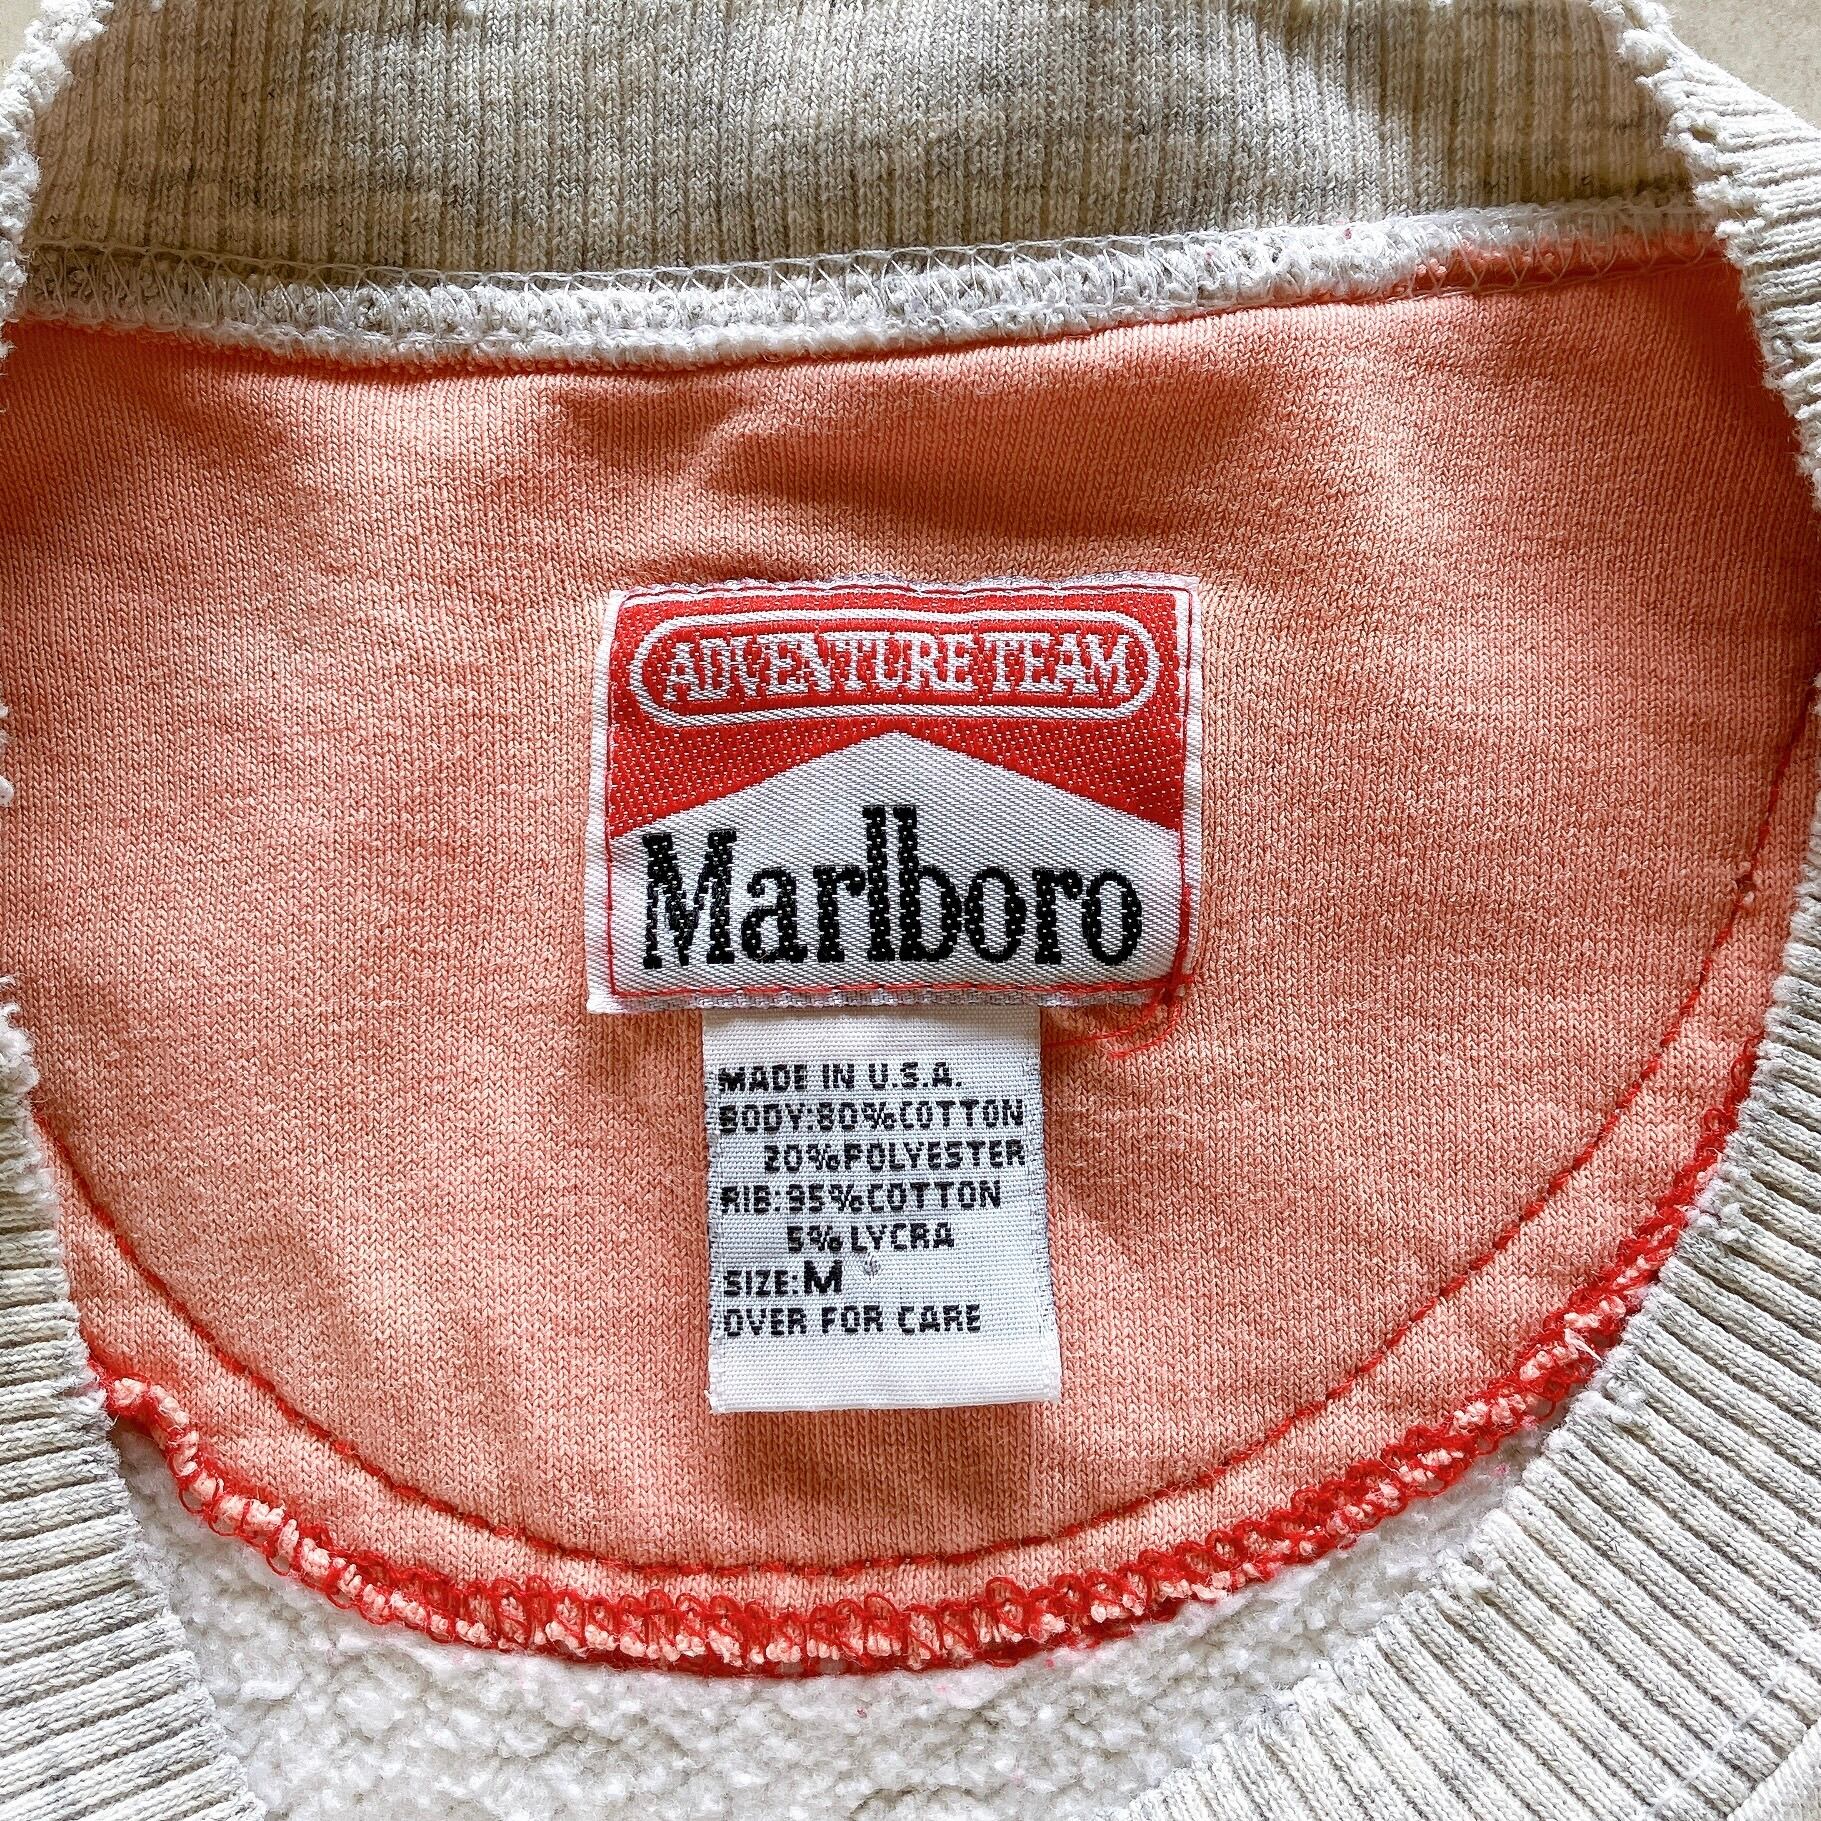 ADVENTURE TEAM
Marlboro
MADE IN U.S.A.
BODY:80%COTTON
20%POLYESTER
RIB:95%COTTON
5%LYCRA
SIZE:M
OVER FOR CARE